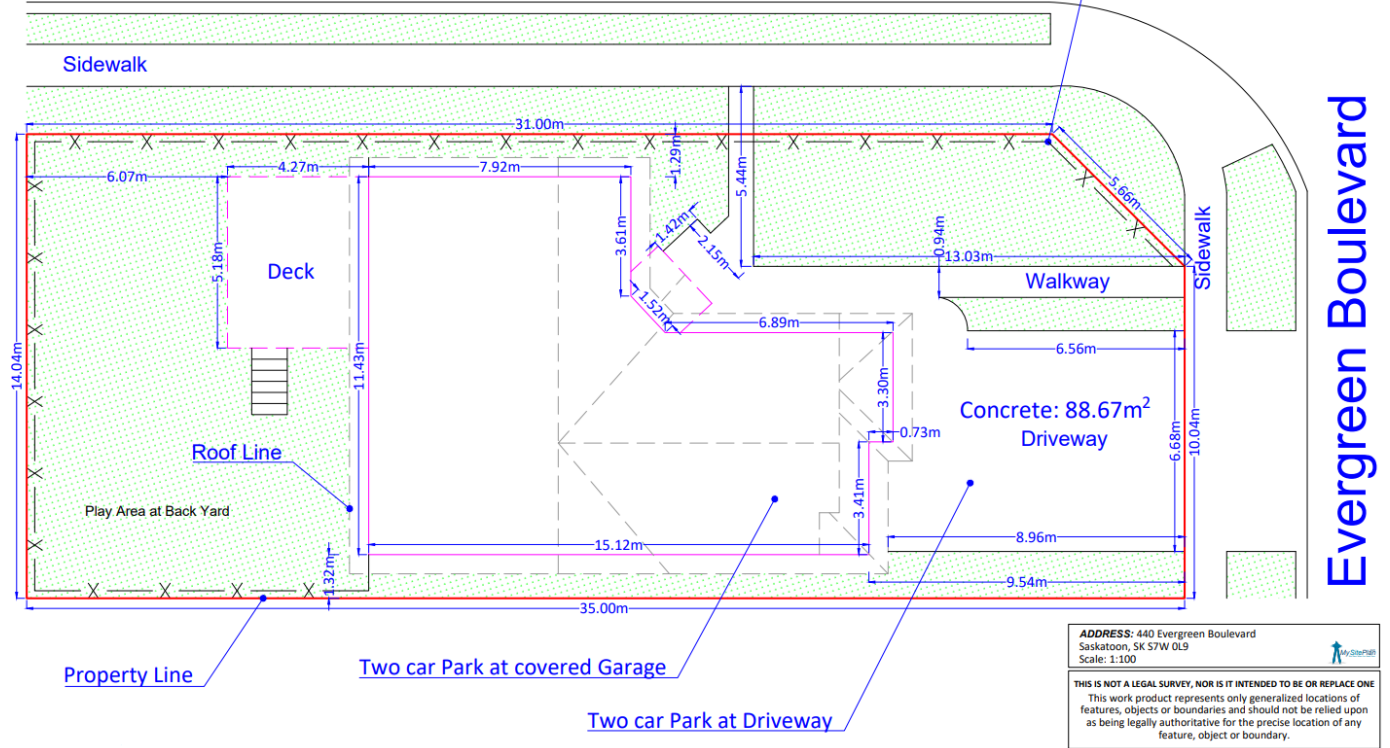 Sidewalk
31.00m
1.29m
5.44m
5.66m
6.07m
4.27m
7.92m
Evergreen Boulevard
Sidewalk
3.61m
1.42m
2.15m
0.94m
13.03m
Walkway
5.18m
Deck
1.52m
6.89m
6.56m
14.04m
11.43m
3.30m
Concrete: 88.67m²
Driveway
0.73m
6.68m
10.04m
Roof Line
Play Area at Back Yard
3.41m
15.12m
8.96m
1.32m
9.54m
35.00m
Property Line
Two car Park at covered Garage
Two car Park at Driveway
ADDRESS: 440 Evergreen Boulevard
Saskatoon, SK S7W 0L9
Scale: 1:100
MySitePlan
THIS IS NOT A LEGAL SURVEY, NOR IS IT INTENDED TO BE OR REPLACE ONE
This work product represents only generalized locations of
features, objects or boundaries and should not be relied upon
as being legally authoritative for the precise location of any
feature, object or boundary.